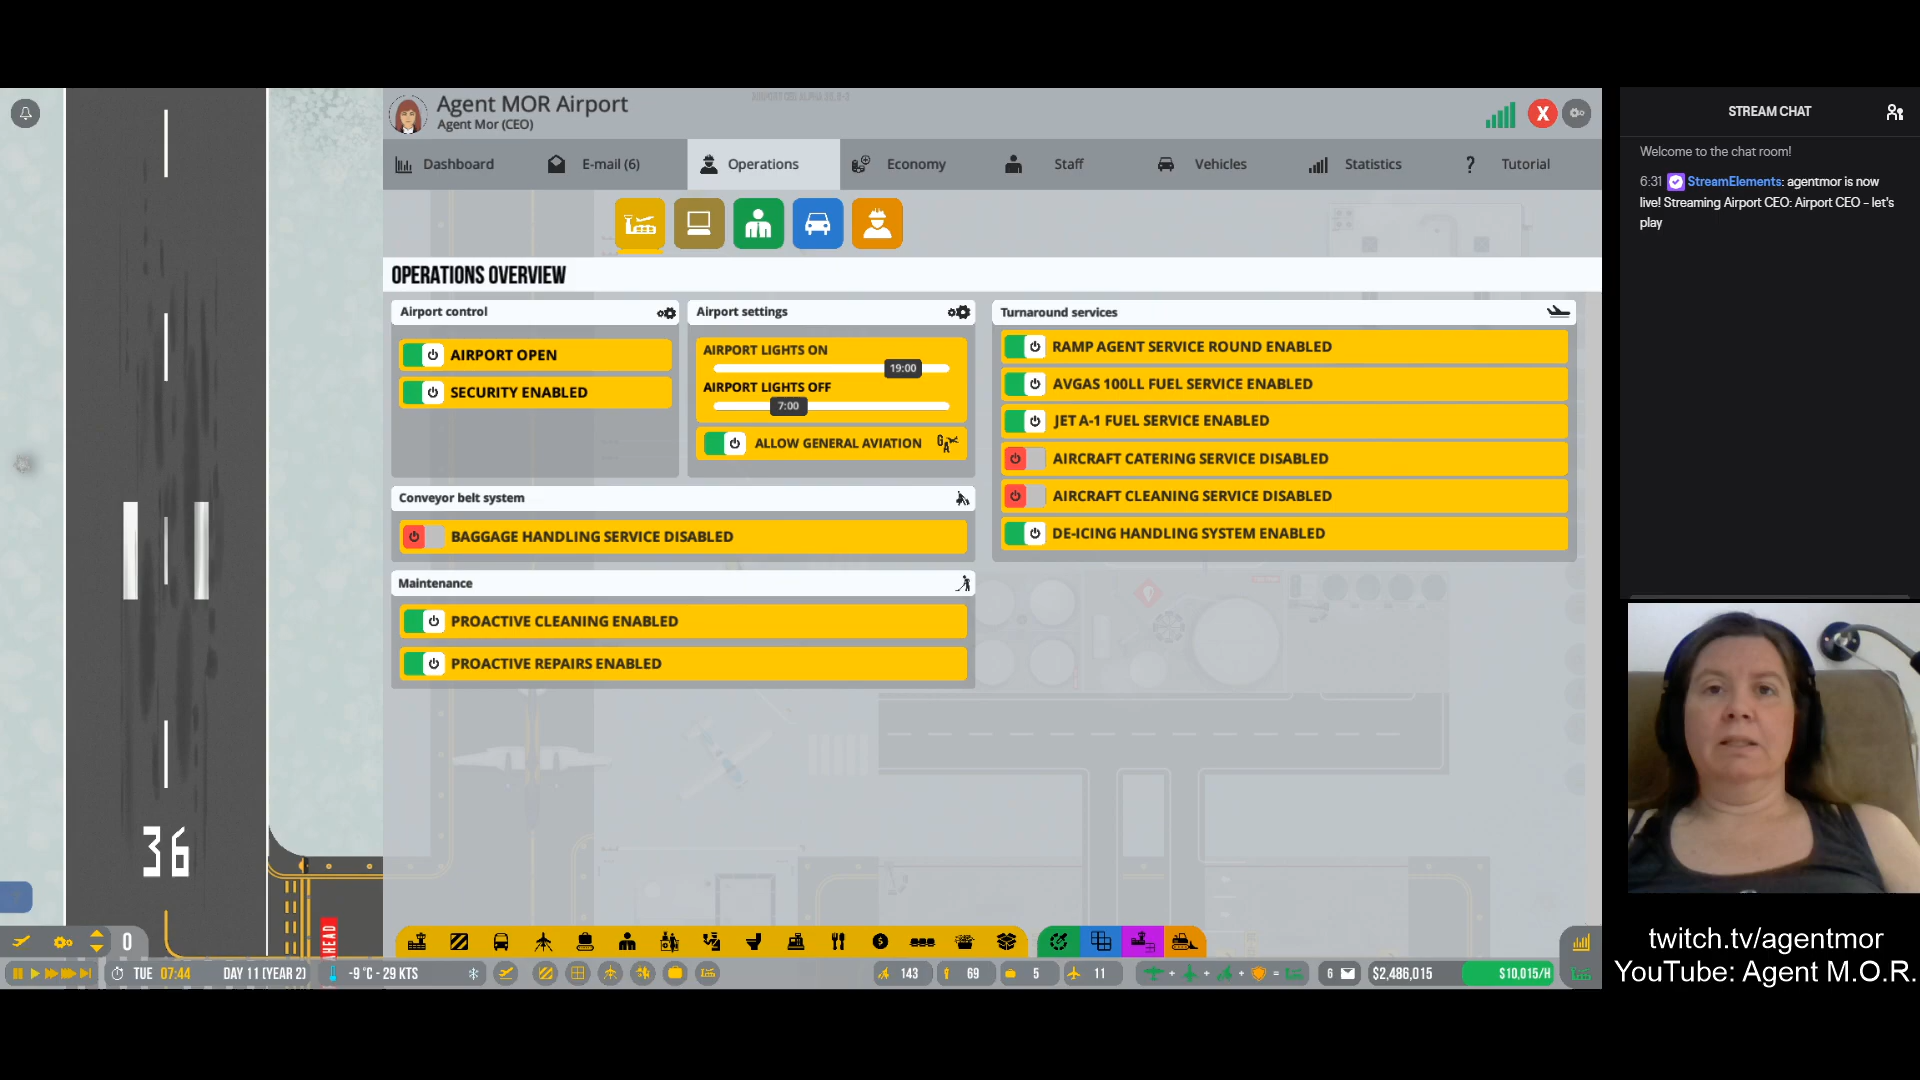 Agent MOR Airport
Agent Mor (CEO)
Dashboard
E-mail (6)
Operations
Economy
Staff
Vehicles
Statistics
Tutorial
OPERATIONS OVERVIEW
Airport control
AIRPORT OPEN
SECURITY ENABLED
Airport settings
AIRPORT LIGHTS ON
19:00
AIRPORT LIGHTS OFF
7:00
ALLOW GENERAL AVIATION
Conveyor belt system
BAGGAGE HANDLING SERVICE DISABLED
Maintenance
PROACTIVE CLEANING ENABLED
PROACTIVE REPAIRS ENABLED
Turnaround services
RAMP AGENT SERVICE ROUND ENABLED
AVGAS 100LL FUEL SERVICE ENABLED
JET A-1 FUEL SERVICE ENABLED
AIRCRAFT CATERING SERVICE DISABLED
AIRCRAFT CLEANING SERVICE DISABLED
DE-ICING HANDLING SYSTEM ENABLED
36
AHEAD
0
TUE 07:44
DAY 11 (YEAR 2)
-9 °C - 29 KTS
143
69
5
11
6
$2,486,015
$10,015/H
STREAM CHAT
Welcome to the chat room!
6:31 StreamElements: agentmor is now
live! Streaming Airport CEO: Airport CEO - let's
play
twitch.tv/agentmor
YouTube: Agent M.O.R.